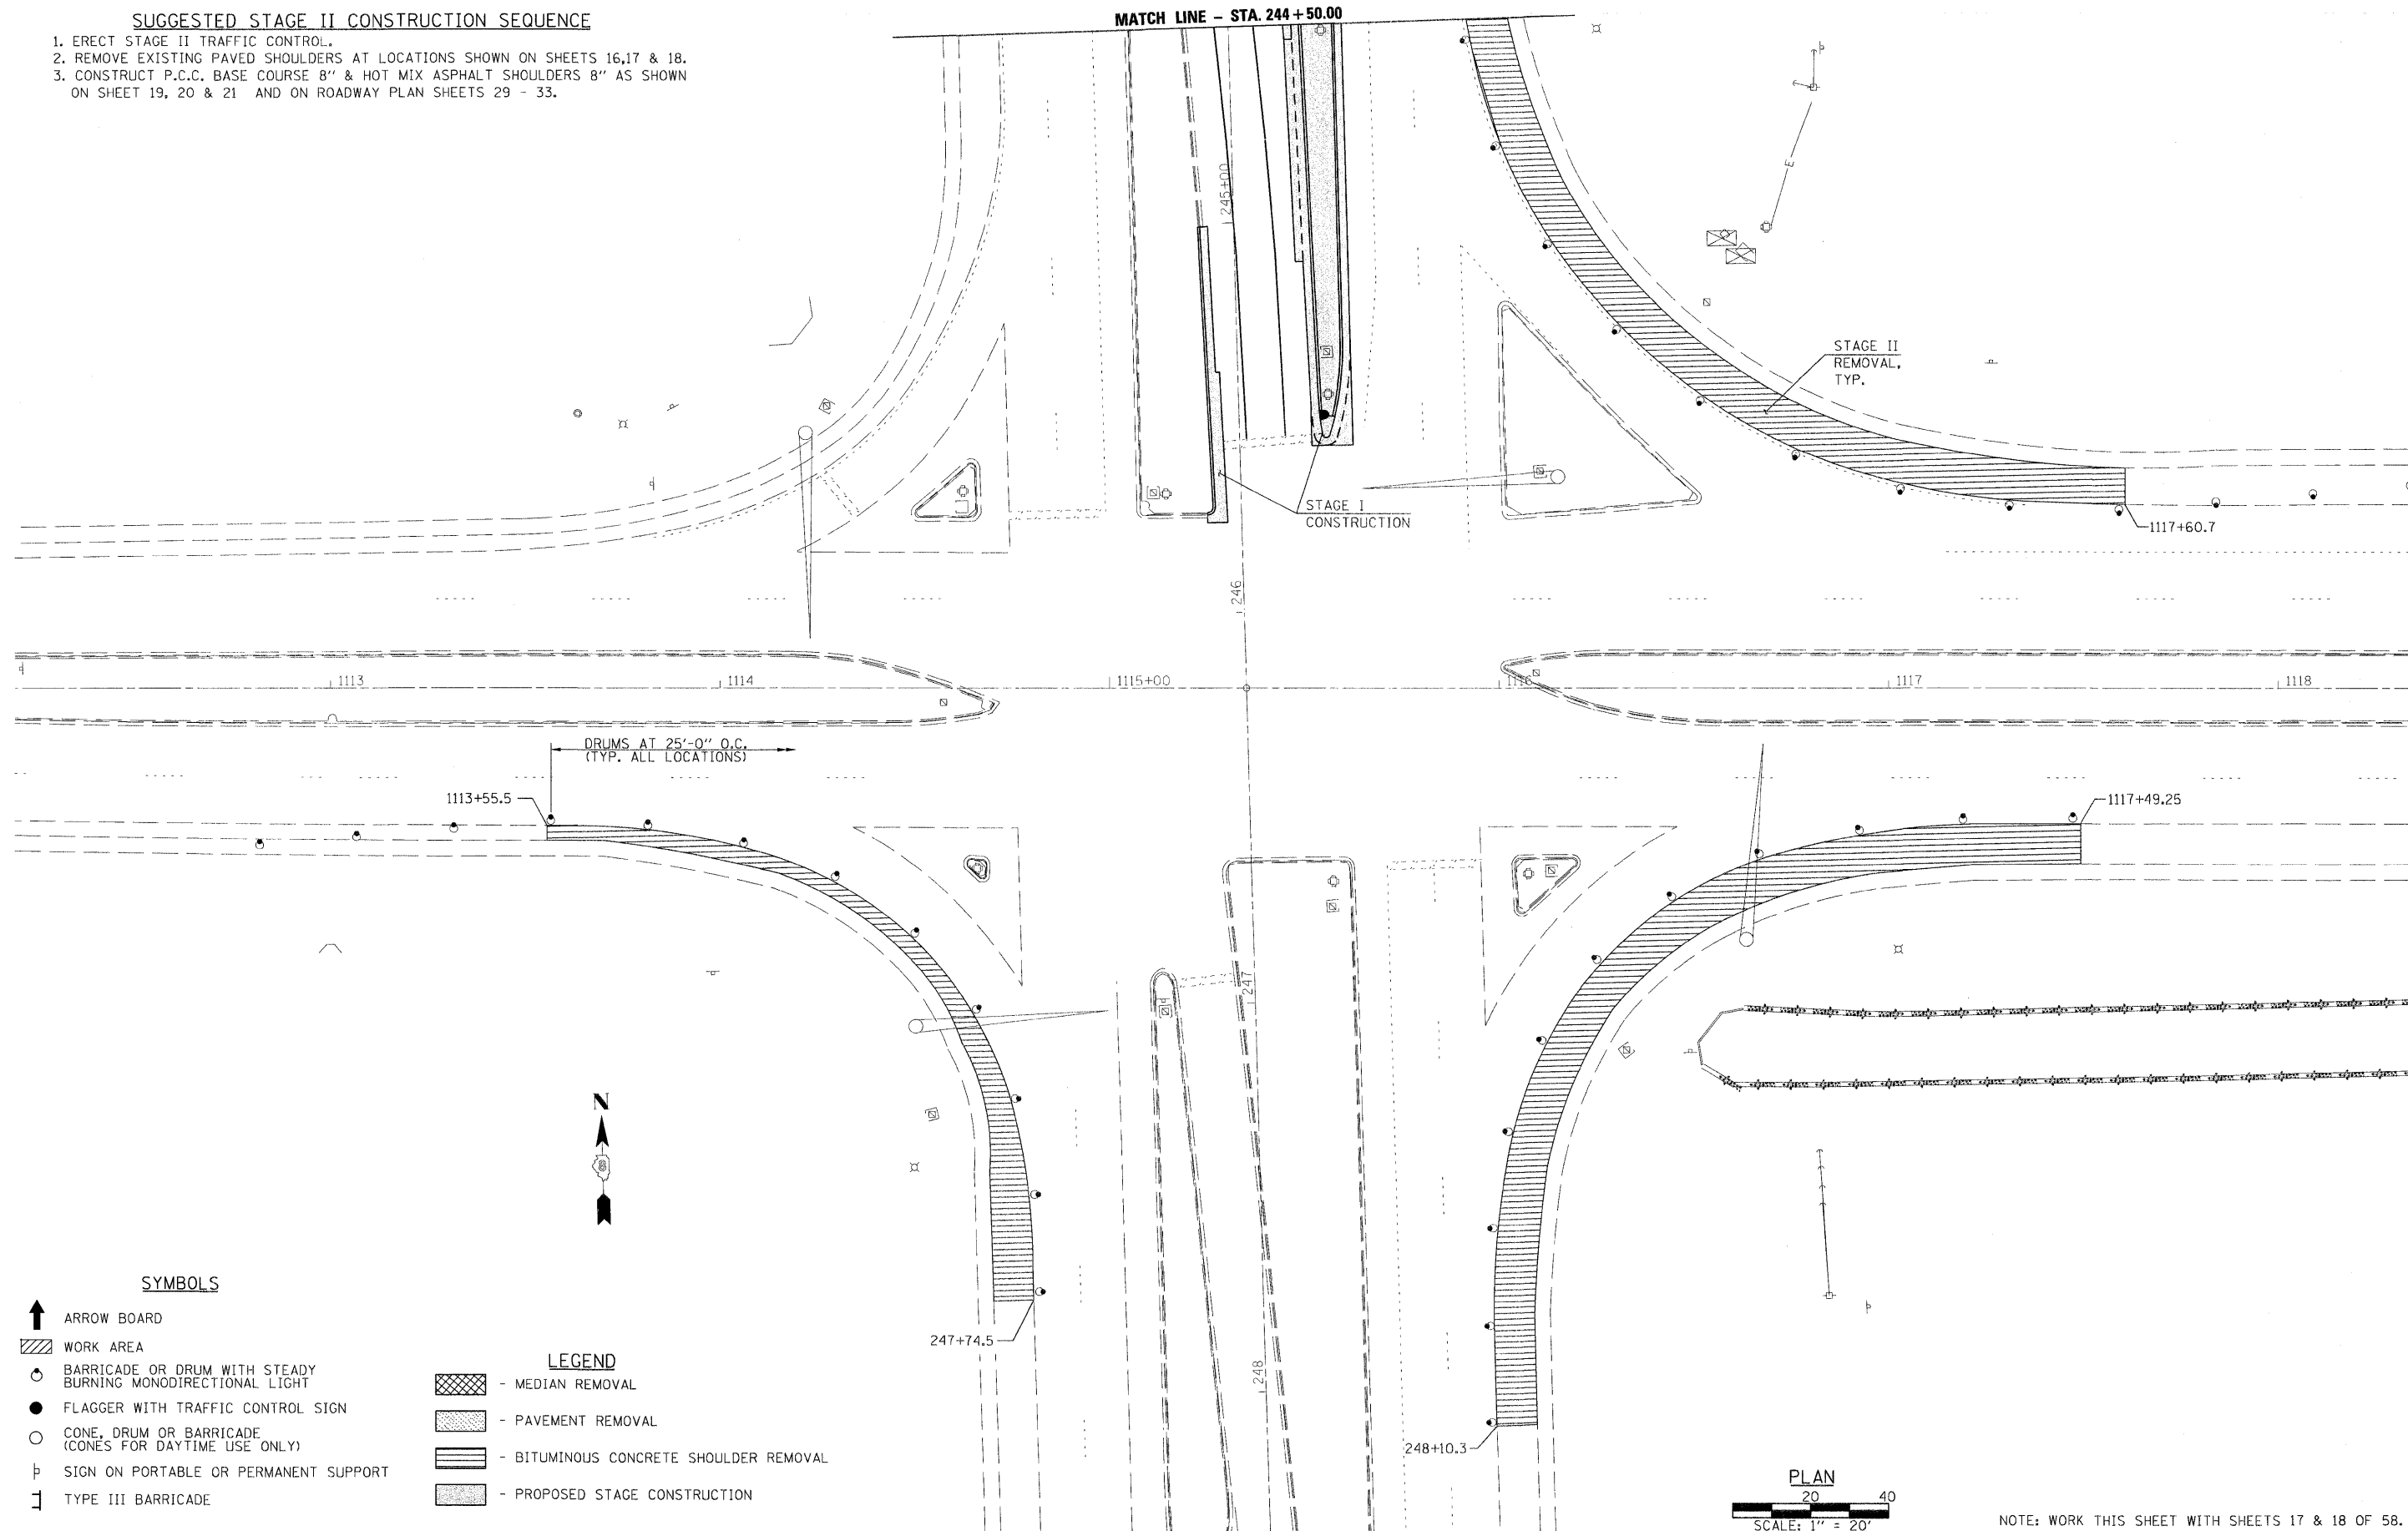 SUGGESTED STAGE II CONSTRUCTION SEQUENCE
1. ERECT STAGE II TRAFFIC CONTROL.
2. REMOVE EXISTING PAVED SHOULDERS AT LOCATIONS SHOWN ON SHEETS 16,17 & 18.
3. CONSTRUCT P.C.C. BASE COURSE 8" & HOT MIX ASPHALT SHOULDERS 8" AS SHOWN
ON SHEET 19, 20 & 21 AND ON ROADWAY PLAN SHEETS 29 - 33.
MATCH LINE - STA. 244+50.00
245+00
E
STAGE II
REMOVAL,
TYP.
STAGE I
CONSTRUCTION
1117+60.7
246
1113
1114
1115+00
1116
1117
1118
DRUMS AT 25'-0" O.C.
(TYP. ALL LOCATIONS)
1113+55.5
1117+49.25
247
N
247+74.5
248
248+10.3
SYMBOLS
ARROW BOARD
WORK AREA
BARRICADE OR DRUM WITH STEADY
BURNING MONODIRECTIONAL LIGHT
FLAGGER WITH TRAFFIC CONTROL SIGN
CONE, DRUM OR BARRICADE
(CONES FOR DAYTIME USE ONLY)
SIGN ON PORTABLE OR PERMANENT SUPPORT
TYPE III BARRICADE
LEGEND
- MEDIAN REMOVAL
- PAVEMENT REMOVAL
- BITUMINOUS CONCRETE SHOULDER REMOVAL
- PROPOSED STAGE CONSTRUCTION
PLAN
20 40
SCALE: 1" = 20'
NOTE: WORK THIS SHEET WITH SHEETS 17 & 18 OF 58.